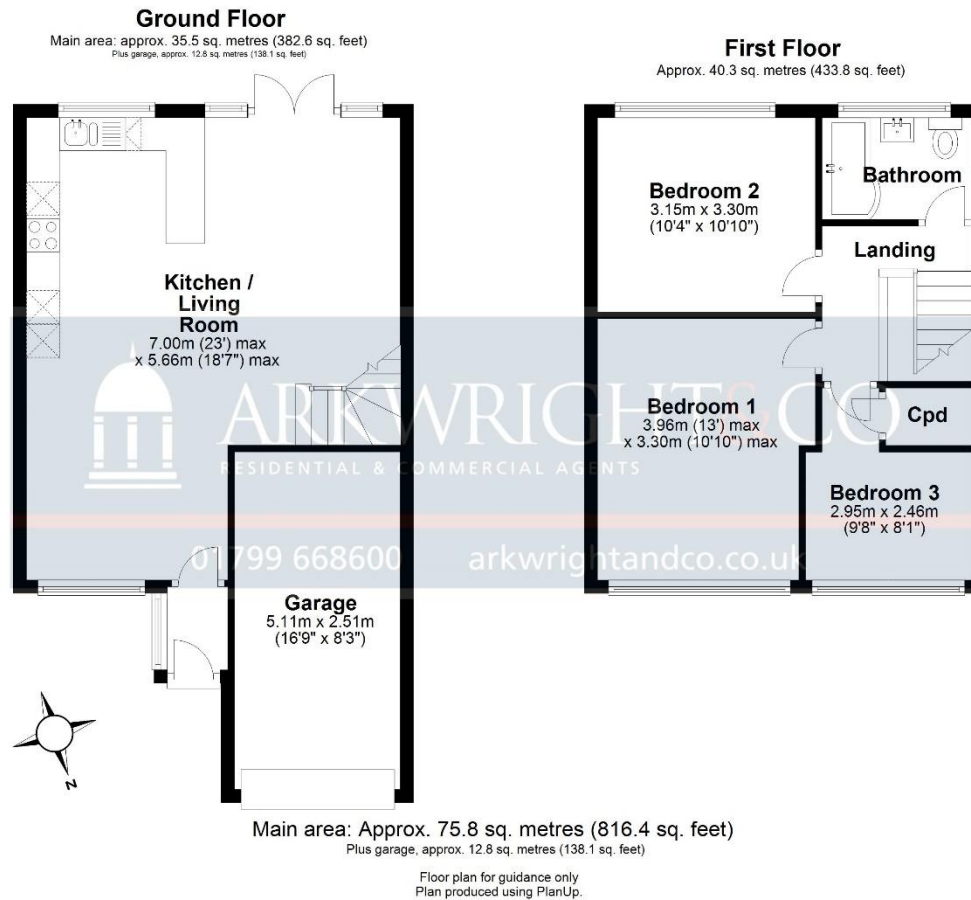 Ground Floor
Main area: approx. 35.5 sq. metres (382.6 sq. feet)
Plus garage, approx. 12.8 sq. metres (138.1 sq. feet)
First Floor
Approx. 40.3 sq. metres (433.8 sq. feet)
Kitchen /
Living
Room
7.00m (23') max
x 5.66m (18'7") max
Garage
5.11m x 2.51m
(16'9" x 8'3")
Bedroom 2
3.15m x 3.30m
(10'4" x 10'10")
Bathroom
Landing
Bedroom 1
3.96m (13') max
x 3.30m (10'10") max
Cpd
Bedroom 3
2.95m x 2.46m
(9'8" x 8'1")
ARKWRIGHT&CO
RESIDENTIAL & COMMERCIAL AGENTS
01799 668600 arkwrightandco.co.uk
N
Main area: Approx. 75.8 sq. metres (816.4 sq. feet)
Plus garage, approx. 12.8 sq. metres (138.1 sq. feet)
Floor plan for guidance only
Plan produced using PlanUp.